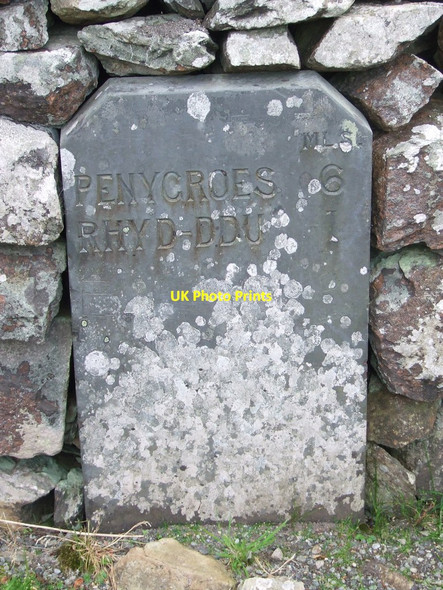 MLS
PENYGROES 6
RHYD-DDU 1
UK Photo Prints